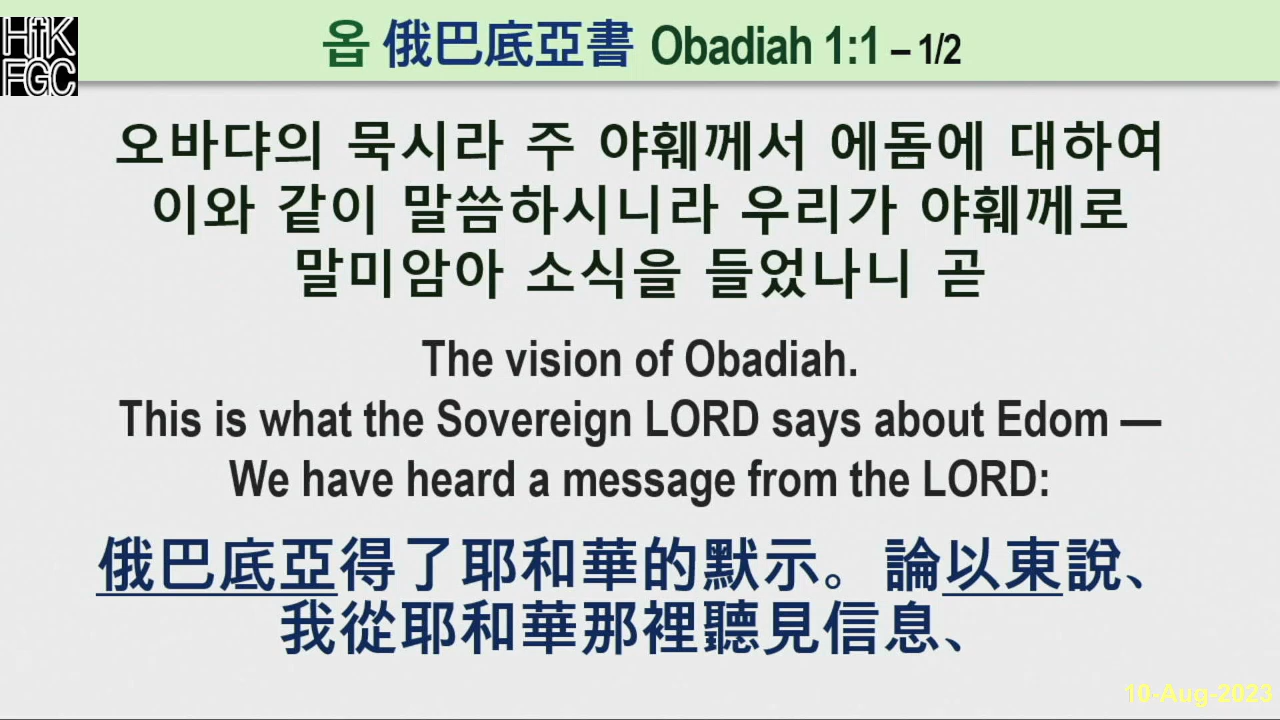 HfK
FGC
옵 俄巴底亞書 Obadiah 1:1 – 1/2
오바댜의 묵시라 주 야훼께서 에돔에 대하여
이와 같이 말씀하시니라 우리가 야훼께로
말미암아 소식을 들었나니 곧
The vision of Obadiah.
This is what the Sovereign LORD says about Edom —
We have heard a message from the LORD:
俄巴底亞得了耶和華的默示。論以東說、
我從耶和華那裡聽見信息、
10-Aug-2023